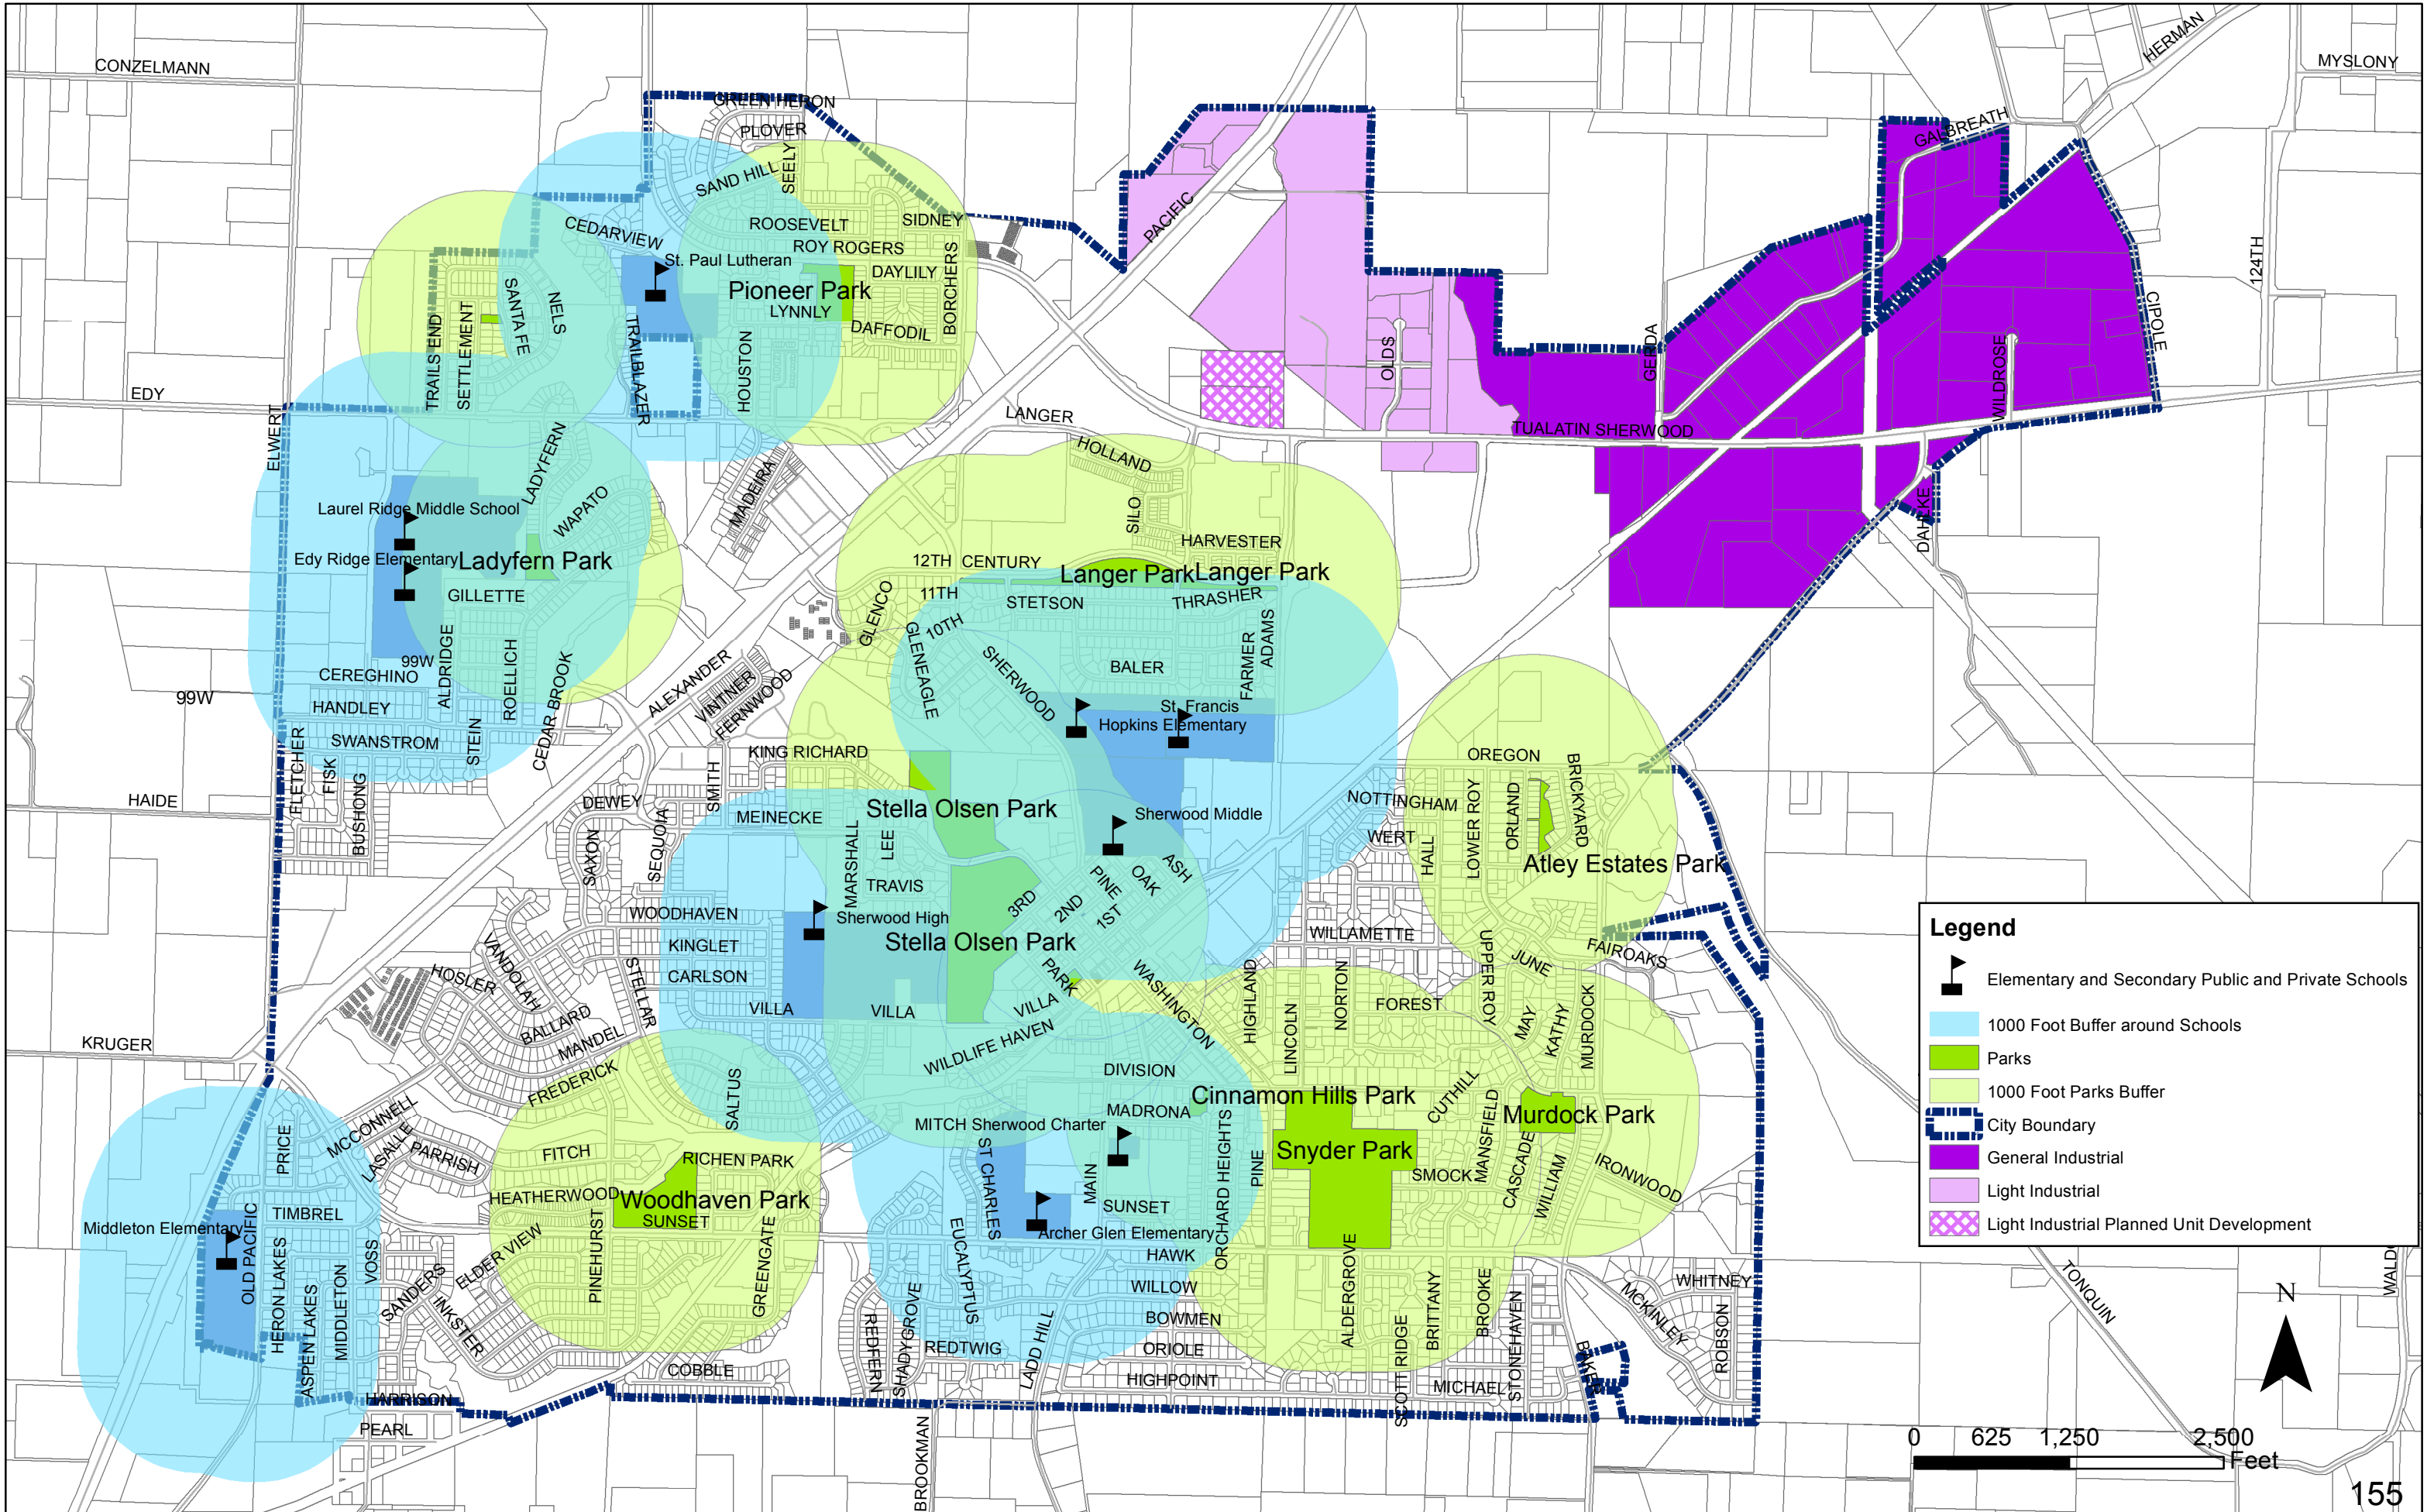 CONZELMANN
GREEN HERON
PLOVER
HERMAN
MYSLONY
GALBREATH
SAND HILL
SEELY
SIDNEY
PACIFIC
CEDARVIEW
ROOSEVELT
ROY ROGERS
124TH
St. Paul Lutheran
DAYLILY
BORCHERS
Pioneer Park
LYNNLY
SANTA FE
NELS
SETTLEMENT
TRAILS END
TRAILBLAZER
HOUSTON
DAFFODIL
OLDS
GERDA
WILDROSE
CIPOLE
EDY
ELWERT
LANGER
TUALATIN SHERWOOD
HOLLAND
LADYFERN
MADEIRA
WAPATO
Laurel Ridge Middle School
SILO
DAHLKE
HARVESTER
Edy Ridge Elementary
Ladyfern Park
12TH
CENTURY
Langer Park
Langer Park
GILLETTE
11TH
STETSON
THRASHER
GLENCO
10TH
GLENEAGLE
SHERWOOD
BALER
FARMER
ADAMS
99W
CEREGHINO
ALDRIDGE
ROELLICH
CEDAR BROOK
ALEXANDER
VINTNER
FERNWOOD
99W
HANDLEY
SWANSTROM
STEIN
St. Francis
Hopkins Elementary
KING RICHARD
OREGON
FLETCHER
FISK
BUSHONG
HAIDE
DEWEY
SMITH
SEQUOIA
SAXON
MEINECKE
Stella Olsen Park
Sherwood Middle
NOTTINGHAM
WERT
HALL
LOWER ROY
ORLAND
BRICKYARD
Atley Estates Park
MARSHALL
LEE
TRAVIS
ASH
OAK
PINE
3RD
2ND
1ST
WOODHAVEN
Sherwood High
KINGLET
Stella Olsen Park
WILLAMETTE
CARLSON
VANDOLAH
HOSLER
STELLAR
VILLA
VILLA
VILLA
PARK
WASHINGTON
HIGHLAND
LINCOLN
NORTON
FOREST
UPPER ROY
JUNE
FAIROAKS
MAY
KATHY
MURDOCK
KRUGER
BALLARD
MANDEL
WILDLIFE HAVEN
FREDERICK
SALTUS
DIVISION
MADRONA
Cinnamon Hills Park
CUTHILL
MANSFIELD
Murdock Park
MITCH Sherwood Charter
MCCONNELL
PRICE
LASALLE
PARRISH
FITCH
RICHEN PARK
ST CHARLES
Snyder Park
SMOCK
CASCADE
WILLIAM
IRONWOOD
HEATHERWOOD
Woodhaven Park
SUNSET
MAIN
SUNSET
ORCHARD HEIGHTS
PINE
Middleton Elementary
TIMBREL
OLD PACIFIC
HERON LAKES
ASPEN LAKES
MIDDLETON
VOSS
SANDERS
ELDER VIEW
INKSTER
PINEHURST
GREENGATE
EUCALYPTUS
Archer Glen Elementary
HAWK
WILLOW
BOWMEN
ORIOLE
HIGHPOINT
REDFERN
SHADYGROVE
REDTWIG
LADD HILL
ALDERGROVE
SCOTT RIDGE
BRITTANY
BROOKE
STONEHAVEN
MICHAEL
BAKER
MCKINLEY
WHITNEY
ROBSON
COBBLE
HARRISON
PEARL
BROOKMAN
TONQUIN
Legend
Elementary and Secondary Public and Private Schools
1000 Foot Buffer around Schools
Parks
1000 Foot Parks Buffer
City Boundary
General Industrial
Light Industrial
Light Industrial Planned Unit Development
N
0 625 1,250 2,500
Feet
155